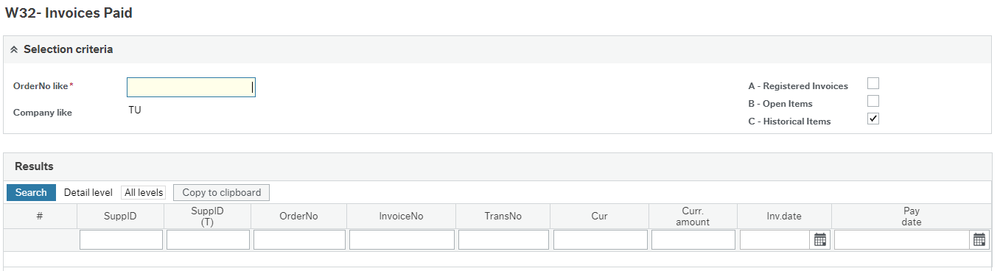 W32- Invoices Paid
Selection criteria
OrderNo like*
Company like TU
A - Registered Invoices
B - Open Items
C - Historical Items
Results
Search Detail level All levels Copy to clipboard
# SuppID SuppID (T) OrderNo InvoiceNo TransNo Cur Curr. amount Inv.date Pay date